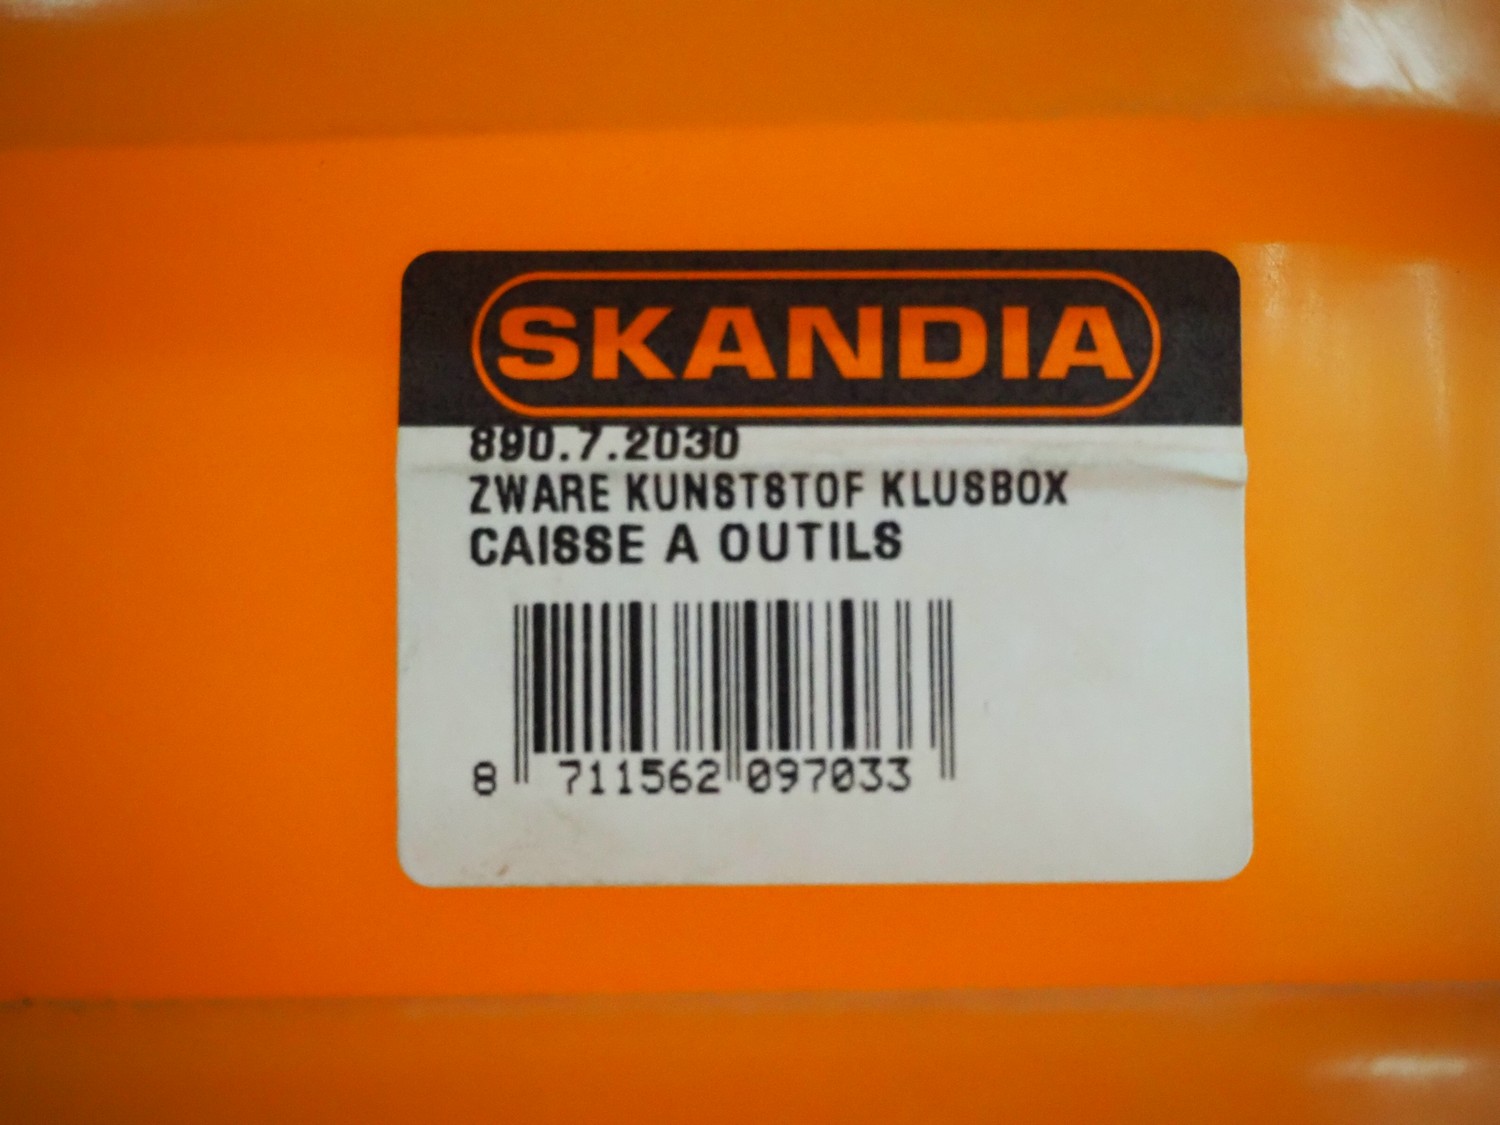 SKANDIA
890.7.2030
ZWARE KUNSTSTOF KLUSBOX
CAISSE A OUTILS
8 711562 097033